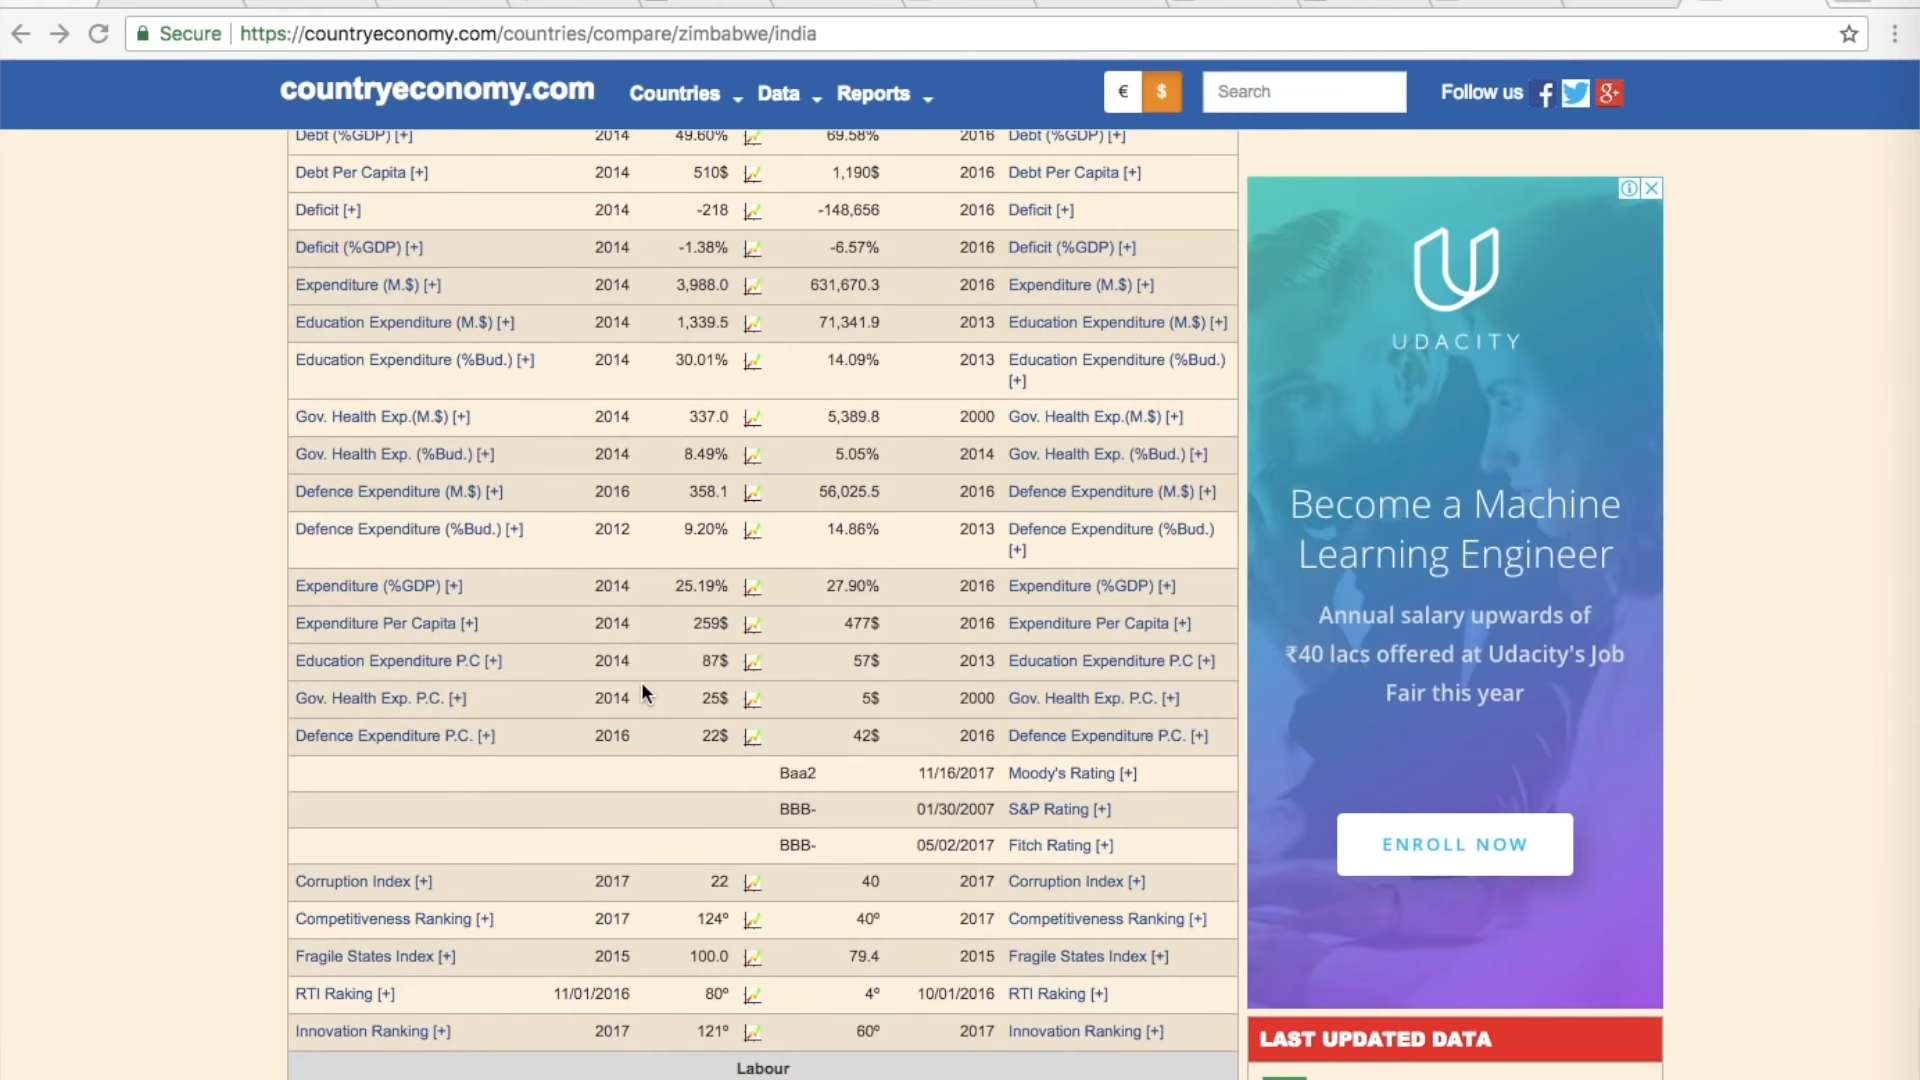 Secure https://countryeconomy.com/countries/compare/zimbabwe/india
countryeconomy.com Countries Data Reports € $ Search Follow us
Debt (%GDP) [+] 2014 49.60% 69.58% 2016 Debt (%GDP) [+]
Debt Per Capita [+] 2014 510$ 1,190$ 2016 Debt Per Capita [+]
Deficit [+] 2014 -218 -148,656 2016 Deficit [+]
Deficit (%GDP) [+] 2014 -1.38% -6.57% 2016 Deficit (%GDP) [+]
Expenditure (M.$) [+] 2014 3,988.0 631,670.3 2016 Expenditure (M.$) [+]
Education Expenditure (M.$) [+] 2014 1,339.5 71,341.9 2013 Education Expenditure (M.$) [+]
Education Expenditure (%Bud.) [+] 2014 30.01% 14.09% 2013 Education Expenditure (%Bud.)
[+]
Gov. Health Exp.(M.$) [+] 2014 337.0 5,389.8 2000 Gov. Health Exp.(M.$) [+]
Gov. Health Exp. (%Bud.) [+] 2014 8.49% 5.05% 2014 Gov. Health Exp. (%Bud.) [+]
Defence Expenditure (M.$) [+] 2016 358.1 56,025.5 2016 Defence Expenditure (M.$) [+]
Defence Expenditure (%Bud.) [+] 2012 9.20% 14.86% 2013 Defence Expenditure (%Bud.)
[+]
Expenditure (%GDP) [+] 2014 25.19% 27.90% 2016 Expenditure (%GDP) [+]
Expenditure Per Capita [+] 2014 259$ 477$ 2016 Expenditure Per Capita [+]
Education Expenditure P.C [+] 2014 87$ 57$ 2013 Education Expenditure P.C [+]
Gov. Health Exp. P.C. [+] 2014 25$ 5$ 2000 Gov. Health Exp. P.C. [+]
Defence Expenditure P.C. [+] 2016 22$ 42$ 2016 Defence Expenditure P.C. [+]
Baa2 11/16/2017 Moody's Rating [+]
BBB- 01/30/2007 S&P Rating [+]
BBB- 05/02/2017 Fitch Rating [+]
Corruption Index [+] 2017 22 40 2017 Corruption Index [+]
Competitiveness Ranking [+] 2017 124º 40º 2017 Competitiveness Ranking [+]
Fragile States Index [+] 2015 100.0 79.4 2015 Fragile States Index [+]
RTI Raking [+] 11/01/2016 80º 4º 10/01/2016 RTI Raking [+]
Innovation Ranking [+] 2017 121º 60º 2017 Innovation Ranking [+]
Labour
UDACITY
Become a Machine
Learning Engineer
Annual salary upwards of
₹40 lacs offered at Udacity's Job
Fair this year
ENROLL NOW
LAST UPDATED DATA